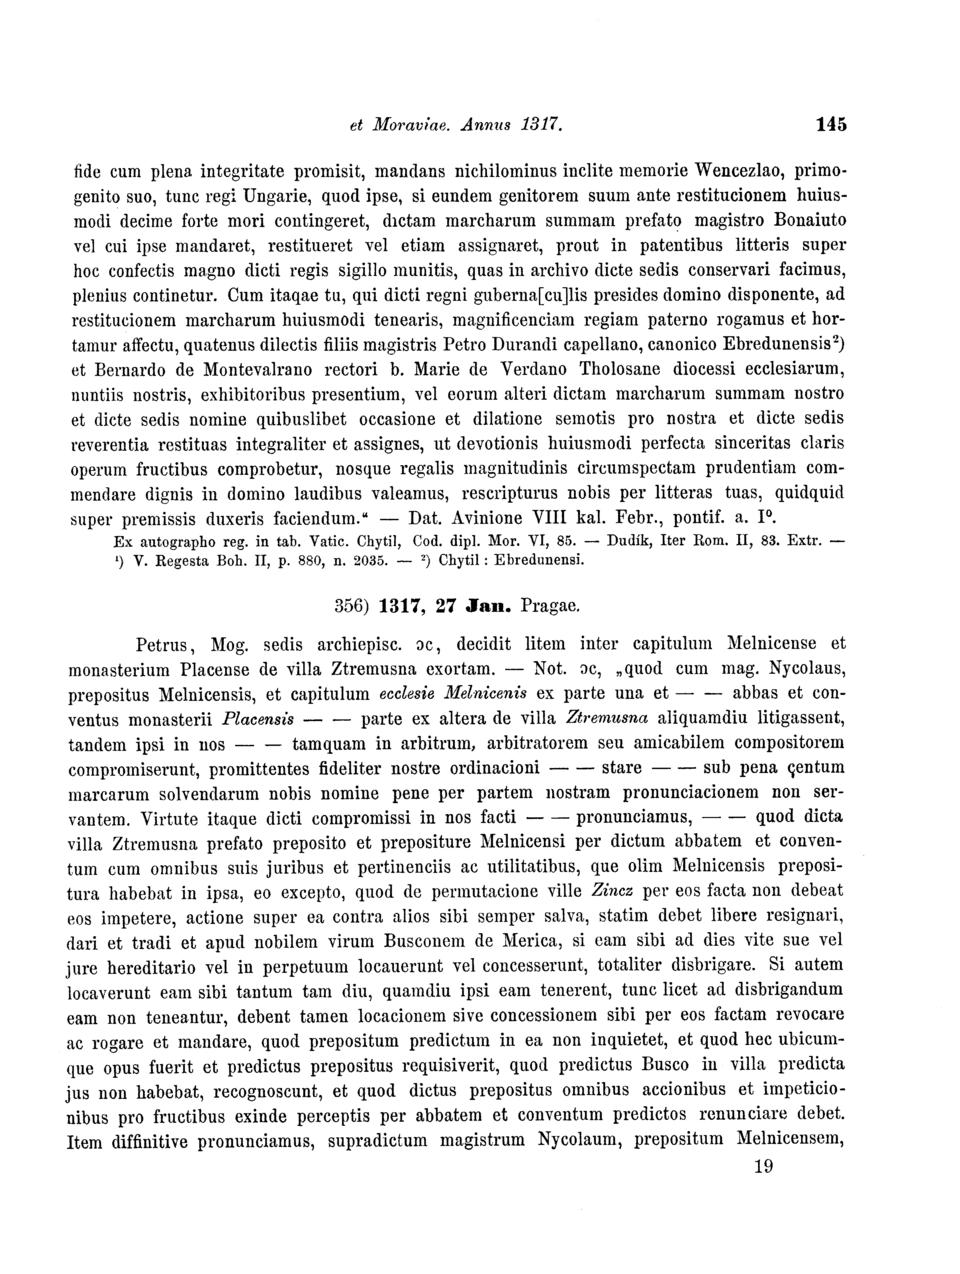 et Moraviae. Annus 1317. 145
fide cum plena integritate promisit, mandans nichilominus inclite memorie Wencezlao, primo-
genito suo, tunc regi Ungarie, quod ipse, si eundem genitorem suum ante restitucionem huius-
modi decime forte mori contingeret, dictam marcharum summam prefato magistro Bonaiuto
vel cui ipse mandaret, restitueret vel etiam assignaret, prout in patentibus litteris super
hoc confectis magno dicti regis sigillo munitis, quas in archivo dicte sedis conservari facimus,
plenius continetur. Cum itaqae tu, qui dicti regni guberna[cu]lis presides domino disponente, ad
restitucionem marcharum huiusmodi tenearis, magnificenciam regiam paterno rogamus et hor-
tamur affectu, quatenus dilectis filiis magistris Petro Durandi capellano, canonico Ebredunensis²)
et Bernardo de Montevalrano rectori b. Marie de Verdano Tholosane diocessi ecclesiarum,
nuntiis nostris, exhibitoribus presentium, vel eorum alteri dictam marcharum summam nostro
et dicte sedis nomine quibuslibet occasione et dilatione semotis pro nostra et dicte sedis
reverentia restituas integraliter et assignes, ut devotionis huiusmodi perfecta sinceritas claris
operum fructibus comprobetur, nosque regalis magnitudinis circumspectam prudentiam com-
mendare dignis in domino laudibus valeamus, rescripturus nobis per litteras tuas, quidquid
super premissis duxeris faciendum.“ — Dat. Avinione VIII kal. Febr., pontif. a. I⁰.
Ex autographo reg. in tab. Vatic. Chytil, Cod. dipl. Mor. VI, 85. — Dudík, Iter Rom. II, 83. Extr. —
¹) V. Regesta Boh. II, p. 880, n. 2035. — ²) Chytil : Ebredunensi.
356) 1317, 27 Jan. Pragae.
Petrus, Mog. sedis archiepisc. ɔc, decidit litem inter capitulum Melnicense et
monasterium Placense de villa Ztremusna exortam. — Not. ɔc, „quod cum mag. Nycolaus,
prepositus Melnicensis, et capitulum ecclesie Melnicenis ex parte una et — — abbas et con-
ventus monasterii Placensis — — parte ex altera de villa Ztremusna aliquamdiu litigassent,
tandem ipsi in nos — — tamquam in arbitrum, arbitratorem seu amicabilem compositorem
compromiserunt, promittentes fideliter nostre ordinacioni — — stare — — sub pena centum
marcarum solvendarum nobis nomine pene per partem nostram pronunciacionem non ser-
vantem. Virtute itaque dicti compromissi in nos facti — — pronunciamus, — — quod dicta
villa Ztremusna prefato preposito et prepositure Melnicensi per dictum abbatem et conven-
tum cum omnibus suis juribus et pertinenciis ac utilitatibus, que olim Melnicensis preposi-
tura habebat in ipsa, eo excepto, quod de permutacione ville Zincz per eos facta non debeat
eos impetere, actione super ea contra alios sibi semper salva, statim debet libere resignari,
dari et tradi et apud nobilem virum Busconem de Merica, si eam sibi ad dies vite sue vel
jure hereditario vel in perpetuum locauerunt vel concesserunt, totaliter disbrigare. Si autem
locaverunt eam sibi tantum tam diu, quamdiu ipsi eam tenerent, tunc licet ad disbrigandum
eam non teneantur, debent tamen locacionem sive concessionem sibi per eos factam revocare
ac rogare et mandare, quod prepositum predictum in ea non inquietet, et quod hec ubicum-
que opus fuerit et predictus prepositus requisiverit, quod predictus Busco in villa predicta
jus non habebat, recognoscunt, et quod dictus prepositus omnibus accionibus et impeticio-
nibus pro fructibus exinde perceptis per abbatem et conventum predictos renunciare debet.
Item diffinitive pronunciamus, supradictum magistrum Nycolaum, prepositum Melnicensem,
19